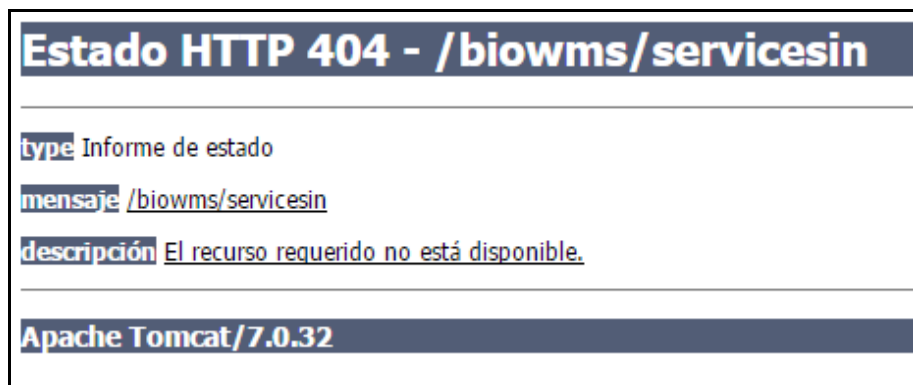 Estado HTTP 404 - /biowms/servicesin
type Informe de estado
mensaje /biowms/servicesin
descripción El recurso requerido no está disponible.
Apache Tomcat/7.0.32